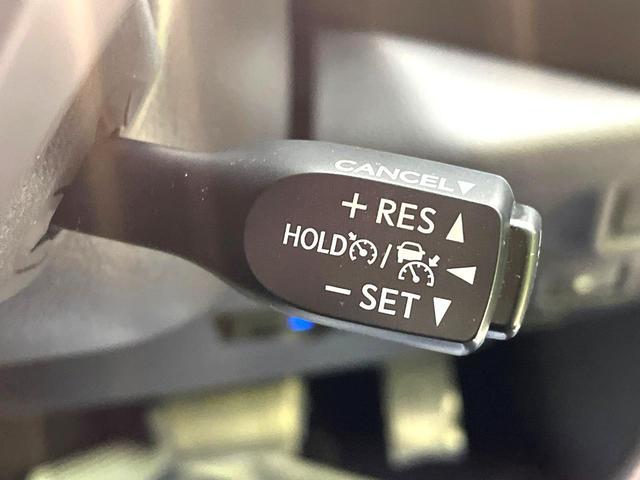 CANCEL▼
+ RES ▲
HOLD / ◀
− SET ▼